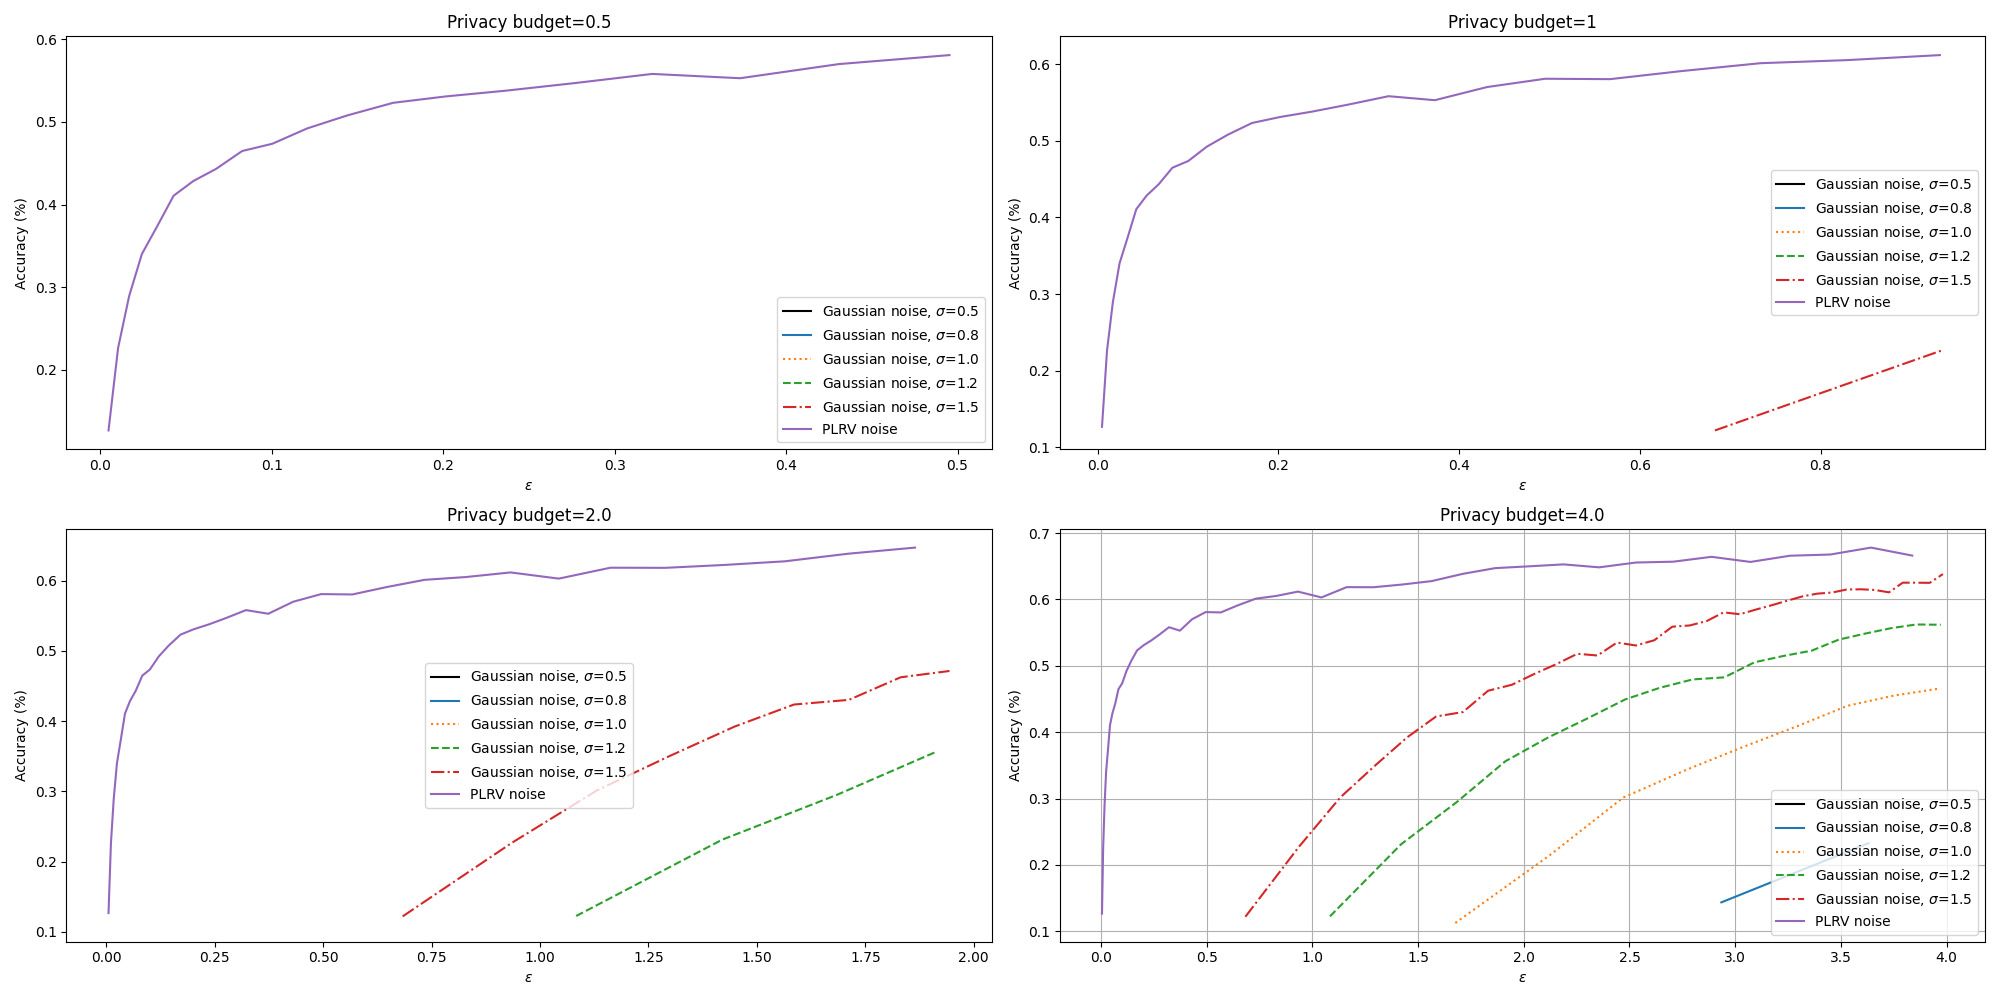 Privacy budget=0.5
Accuracy (%)
0.6
0.5
0.4
0.3
0.2
0.0 0.1 0.2 0.3 0.4 0.5
ε
Gaussian noise, σ=0.5
Gaussian noise, σ=0.8
Gaussian noise, σ=1.0
Gaussian noise, σ=1.2
Gaussian noise, σ=1.5
PLRV noise
Privacy budget=1
Accuracy (%)
0.6
0.5
0.4
0.3
0.2
0.1
0.0 0.2 0.4 0.6 0.8
ε
Gaussian noise, σ=0.5
Gaussian noise, σ=0.8
Gaussian noise, σ=1.0
Gaussian noise, σ=1.2
Gaussian noise, σ=1.5
PLRV noise
Privacy budget=2.0
Accuracy (%)
0.6
0.5
0.4
0.3
0.2
0.1
0.00 0.25 0.50 0.75 1.00 1.25 1.50 1.75 2.00
ε
Gaussian noise, σ=0.5
Gaussian noise, σ=0.8
Gaussian noise, σ=1.0
Gaussian noise, σ=1.2
Gaussian noise, σ=1.5
PLRV noise
Privacy budget=4.0
Accuracy (%)
0.7
0.6
0.5
0.4
0.3
0.2
0.1
0.0 0.5 1.0 1.5 2.0 2.5 3.0 3.5 4.0
ε
Gaussian noise, σ=0.5
Gaussian noise, σ=0.8
Gaussian noise, σ=1.0
Gaussian noise, σ=1.2
Gaussian noise, σ=1.5
PLRV noise